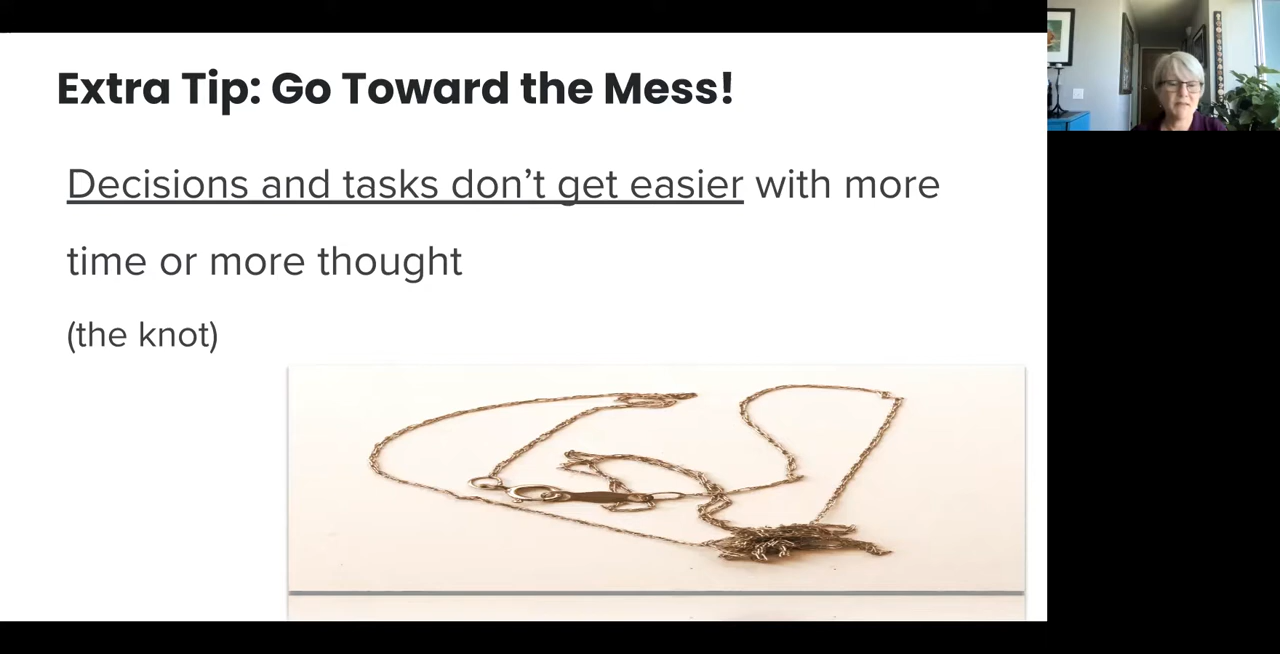 Extra Tip: Go Toward the Mess!
Decisions and tasks don’t get easier with more
time or more thought
(the knot)